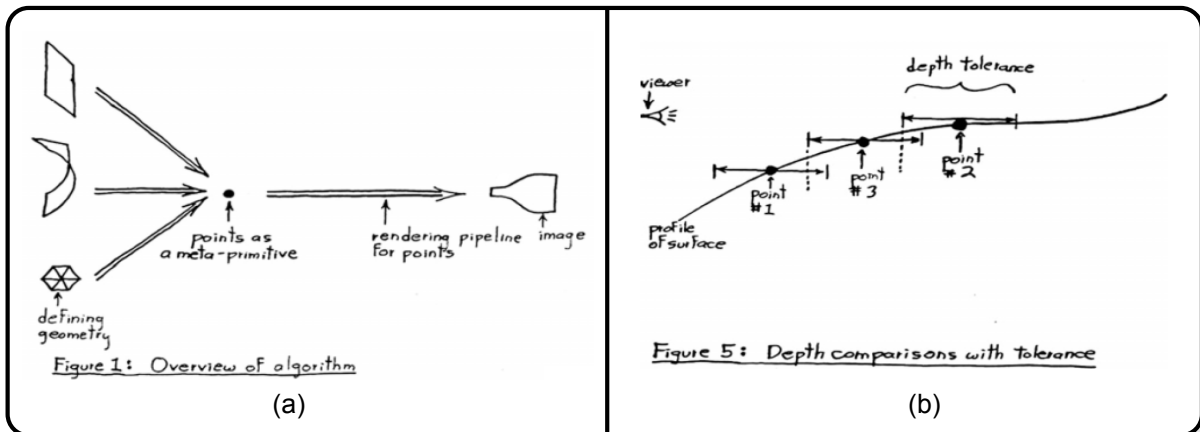 points as
a meta-primitive
rendering pipeline
for points
image
defining
geometry
Figure 1: Overview of algorithm
(a)
viewer
depth tolerance
point
#1
point
#3
point
#2
profile
of surface
Figure 5: Depth comparisons with tolerance
(b)